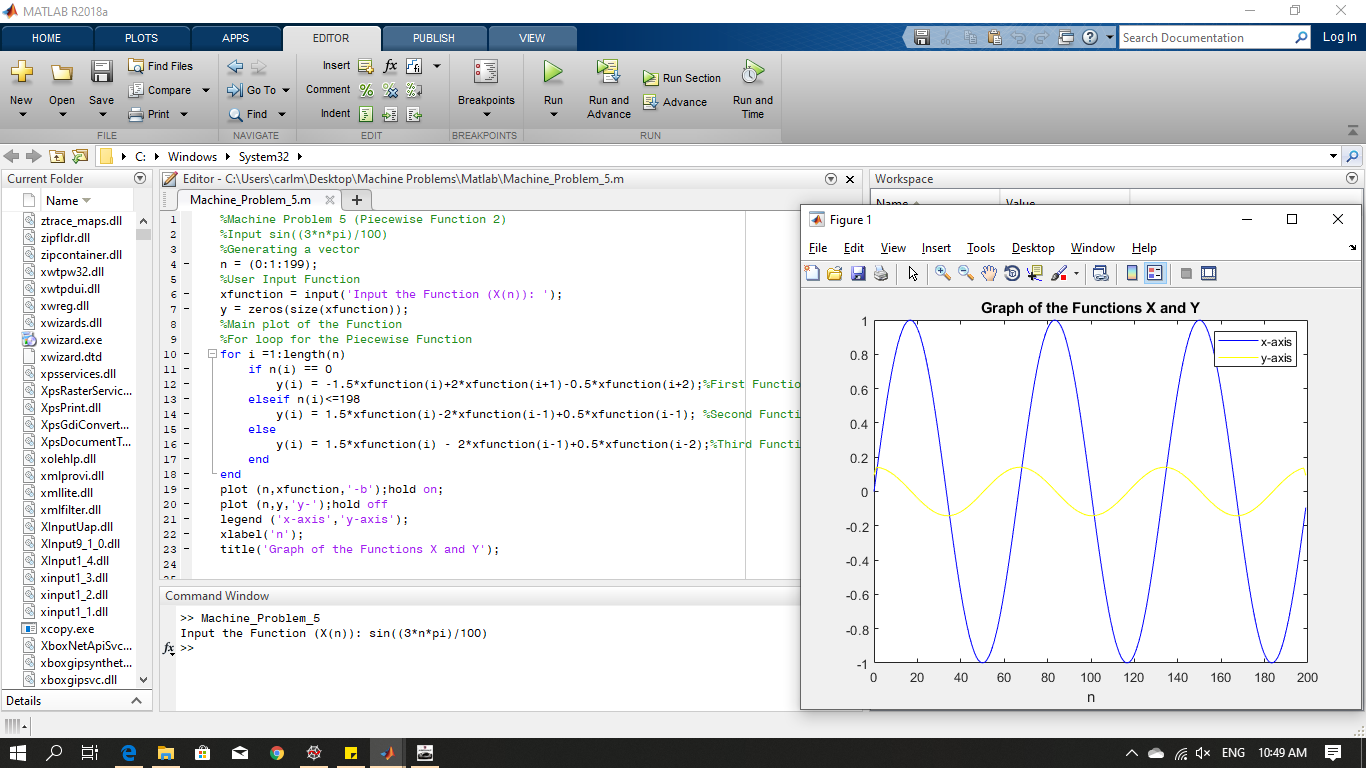 MATLAB R2018a
HOME PLOTS APPS EDITOR PUBLISH VIEW Search Documentation Log In
New Open Save Find Files Compare Print Go To Find Insert Comment Indent Breakpoints Run Run and Advance Run Section Advance Run and Time
FILE NAVIGATE EDIT BREAKPOINTS RUN
C: Windows System32
Current Folder
Name
ztrace_maps.dll
zipfldr.dll
zipcontainer.dll
xwtpw32.dll
xwtpdui.dll
xwreg.dll
xwizards.dll
xwizard.exe
xwizard.dtd
xpsservices.dll
XpsRasterServic...
XpsPrint.dll
XpsGdiConvert...
XpsDocumentT...
xolehlp.dll
xmlprovi.dll
xmllite.dll
xmlfilter.dll
XInputUap.dll
XInput9_1_0.dll
XInput1_4.dll
xinput1_3.dll
xinput1_2.dll
xinput1_1.dll
xcopy.exe
XboxNetApiSvc...
xboxgipsynthet...
xboxgipsvc.dll
Details
Editor - C:\Users\carlm\Desktop\Machine Problems\Matlab\Machine_Problem_5.m
Machine_Problem_5.m
1 %Machine Problem 5 (Piecewise Function 2)
2 %Input sin((3*n*pi)/100)
3 %Generating a vector
4 - n = (0:1:199);
5 %User Input Function
6 - xfunction = input('Input the Function (X(n)): ');
7 - y = zeros(size(xfunction));
8 %Main plot of the Function
9 %For loop for the Piecewise Function
10 - for i =1:length(n)
11 - if n(i) == 0
12 - y(i) = -1.5*xfunction(i)+2*xfunction(i+1)-0.5*xfunction(i+2);%First Functio
13 - elseif n(i)<=198
14 - y(i) = 1.5*xfunction(i)-2*xfunction(i-1)+0.5*xfunction(i-1); %Second Functi
15 - else
16 - y(i) = 1.5*xfunction(i) - 2*xfunction(i-1)+0.5*xfunction(i-2);%Third Functi
17 - end
18 - end
19 - plot (n,xfunction,'-b');hold on;
20 - plot (n,y,'y-');hold off
21 - legend ('x-axis','y-axis');
22 - xlabel('n');
23 - title('Graph of the Functions X and Y');
24
25
Command Window
>> Machine_Problem_5
Input the Function (X(n)): sin((3*n*pi)/100)
fx >>
Workspace
Name Value
Figure 1
File Edit View Insert Tools Desktop Window Help
Graph of the Functions X and Y
x-axis
y-axis
1
0.8
0.6
0.4
0.2
0
-0.2
-0.4
-0.6
-0.8
-1
0 20 40 60 80 100 120 140 160 180 200
n
ENG 10:49 AM